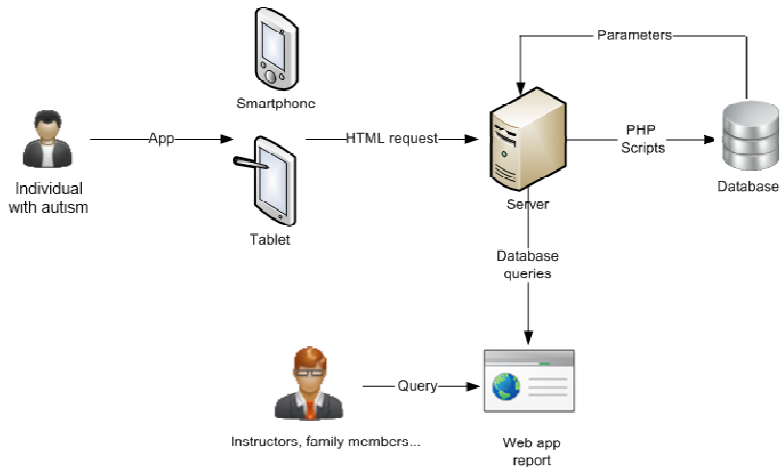 Parameters
Smartphone
App
HTML request
PHP
Scripts
Individual
with autism
Database
Server
Tablet
Database
queries
Query
Instructors, family members...
Web app
report